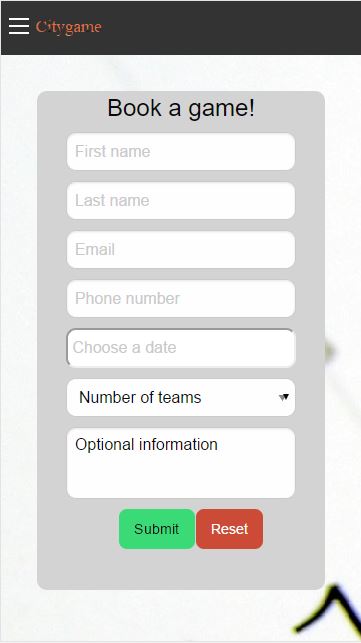 Citygame
Book a game!
First name
Last name
Email
Phone number
Choose a date
Number of teams
Optional information
Submit
Reset